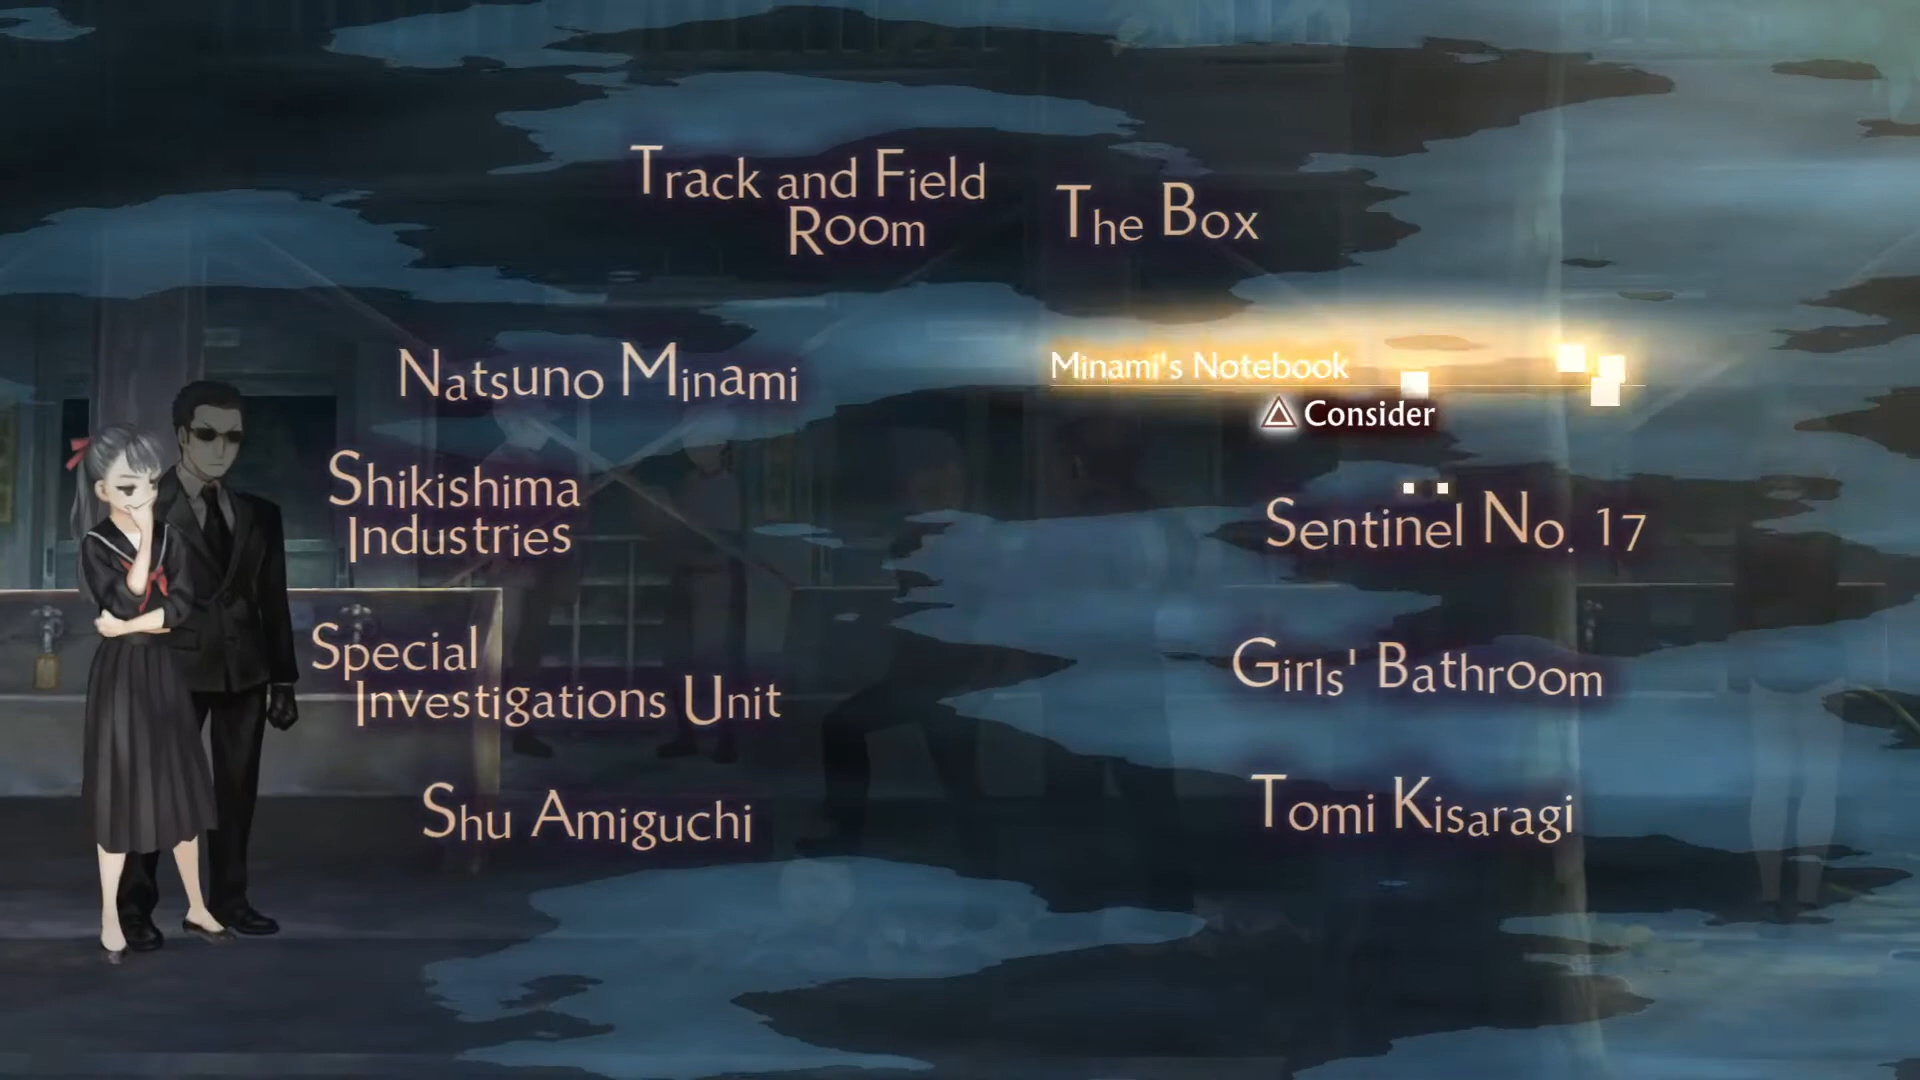 Track and Field
Room
The Box
Natsuno Minami
Minami's Notebook
Consider
Shikishima
Industries
Sentinel No. 17
Special
Investigations Unit
Girls' Bathroom
Shu Amiguchi
Tomi Kisaragi